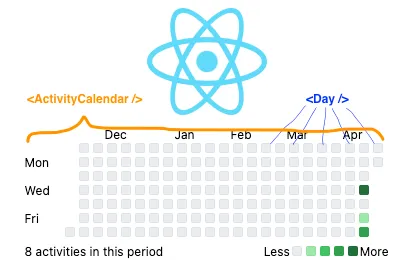 <ActivityCalendar />
<Day />
Dec Jan Feb Mar Apr
Mon
Wed
Fri
8 activities in this period
Less More